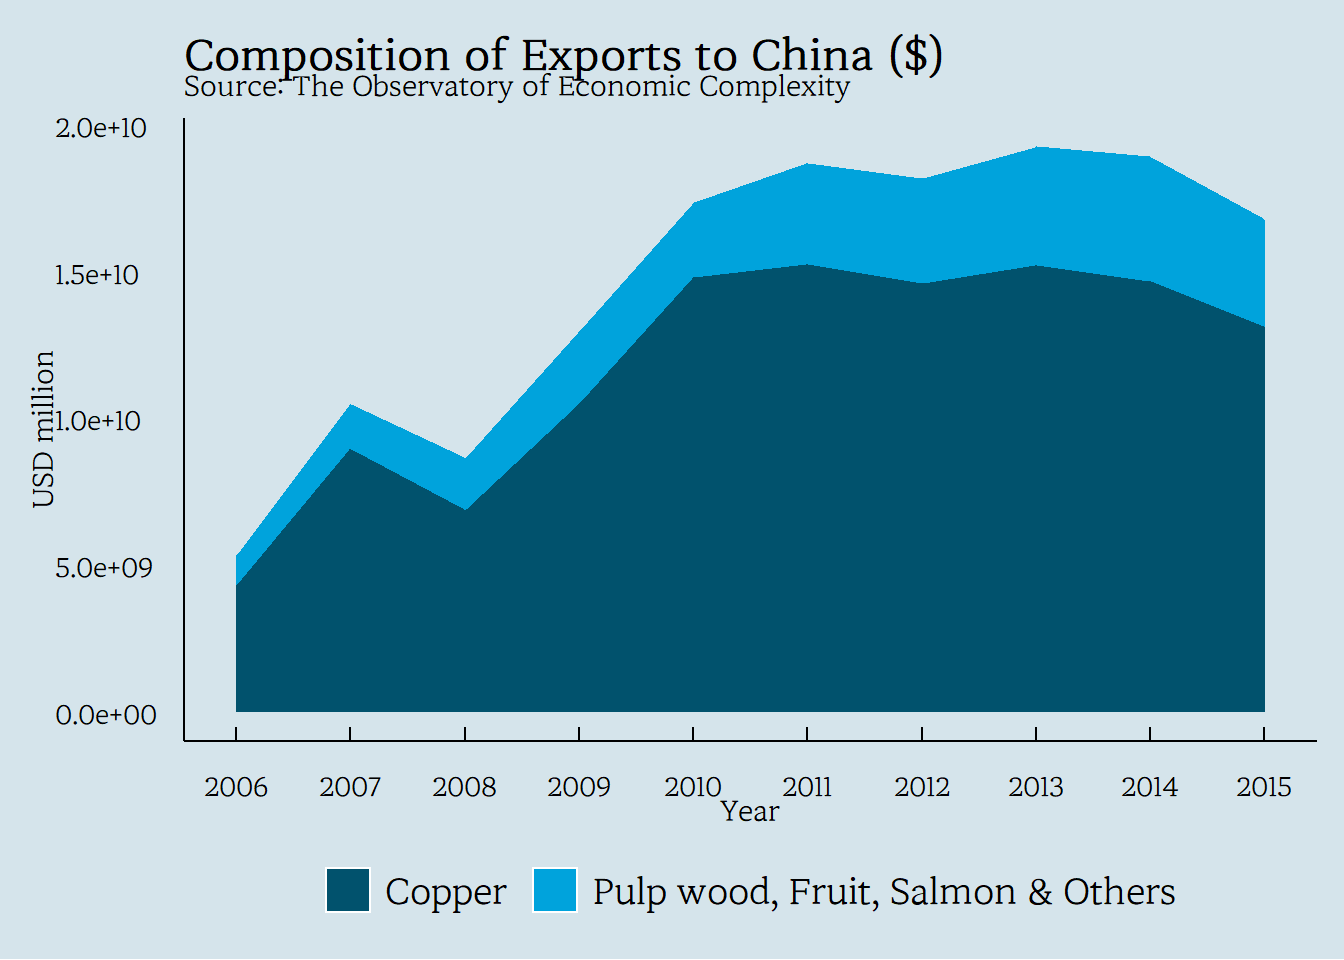 Composition of Exports to China ($)
Source: The Observatory of Economic Complexity
2.0e+10
1.5e+10
1.0e+10
5.0e+09
0.0e+00
USD million
2006 2007 2008 2009 2010 2011 2012 2013 2014 2015
Year
Copper Pulp wood, Fruit, Salmon & Others